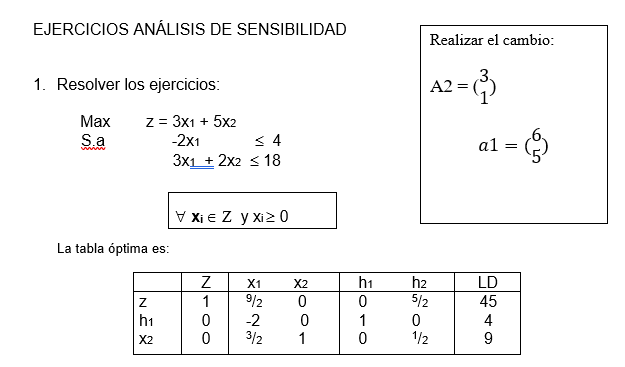 EJERCICIOS ANÁLISIS DE SENSIBILIDAD
1. Resolver los ejercicios:
Max z = 3x1 + 5x2
S.a -2x1 ≤ 4
3x1 + 2x2 ≤ 18
∀ xi ∈ Z y xi ≥ 0
Realizar el cambio:
A2 = (3
1)
a1 = (6
5)
La tabla óptima es:
Z x1 x2 h1 h2 LD
z 1 9/2 0 0 5/2 45
h1 0 -2 0 1 0 4
x2 0 3/2 1 0 1/2 9